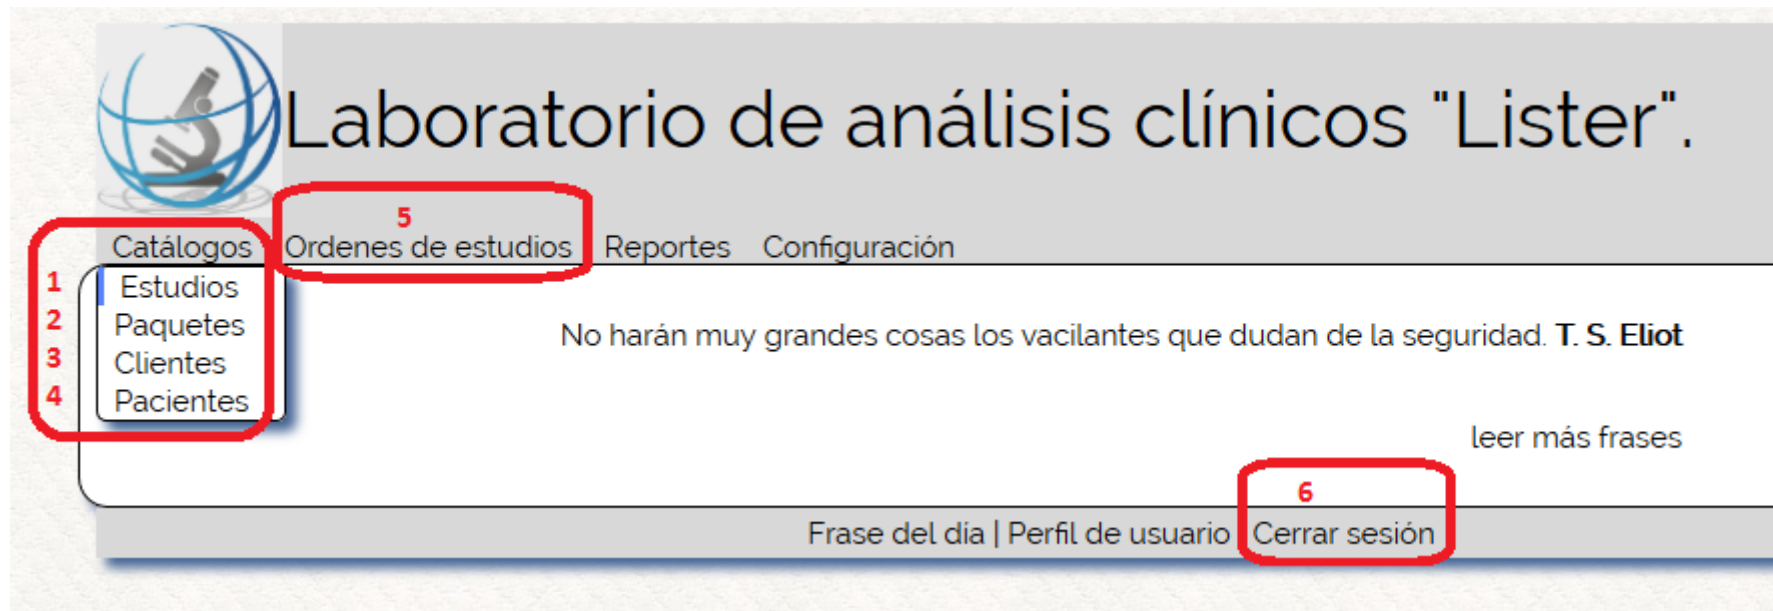 Laboratorio de análisis clínicos "Lister".
5
Catálogos Ordenes de estudios Reportes Configuración
1 Estudios
2 Paquetes
3 Clientes
4 Pacientes
No harán muy grandes cosas los vacilantes que dudan de la seguridad. T. S. Eliot
leer más frases
6
Frase del día | Perfil de usuario Cerrar sesión